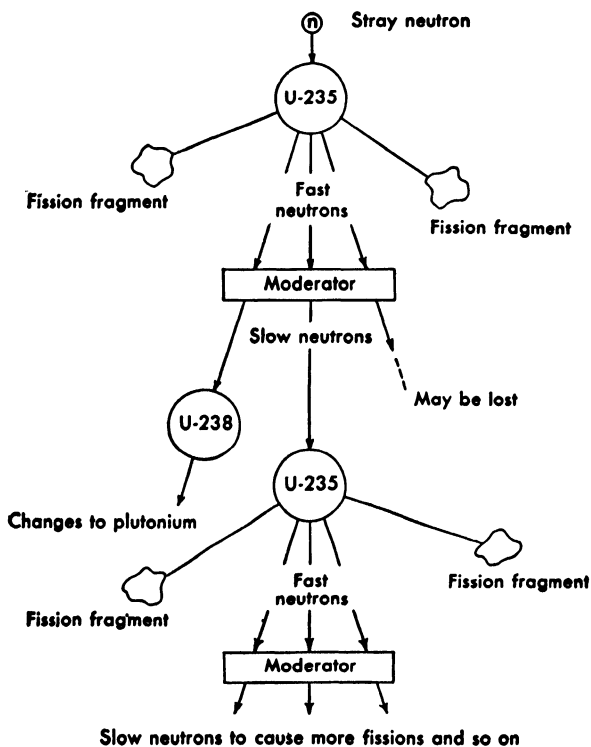 n
Stray neutron
U-235
Fission fragment
Fast
neutrons
Fission fragment
Moderator
Slow neutrons
May be lost
U-238
U-235
Changes to plutonium
Fission fragment
Fast
neutrons
Fission fragment
Moderator
Slow neutrons to cause more fissions and so on